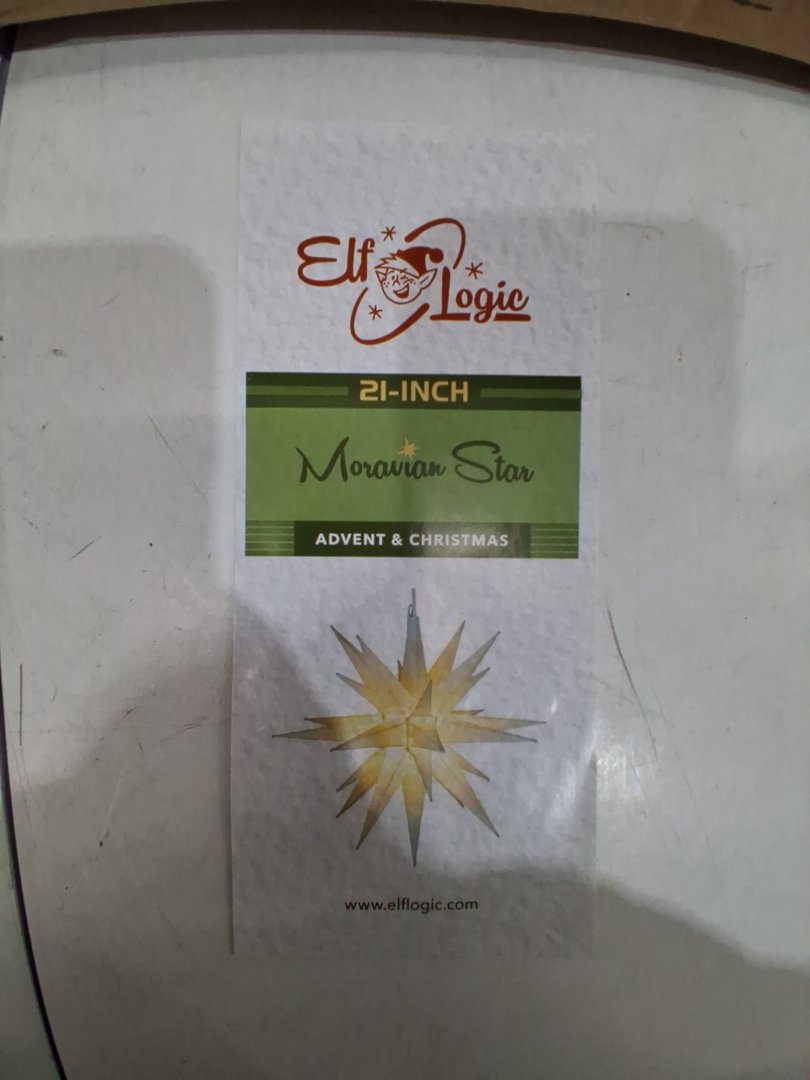 Elf Logic
21-INCH
Moravian Star
ADVENT & CHRISTMAS
www.elflogic.com